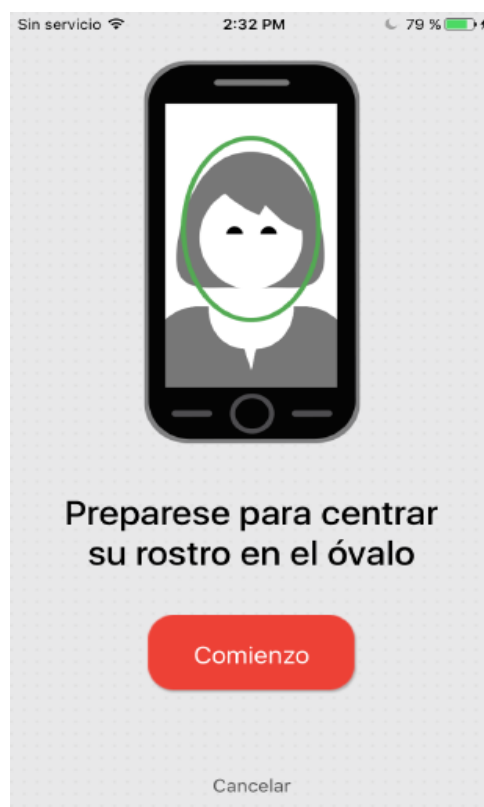 Sin servicio 2:32 PM 79 %
Preparese para centrar
su rostro en el óvalo
Comienzo
Cancelar